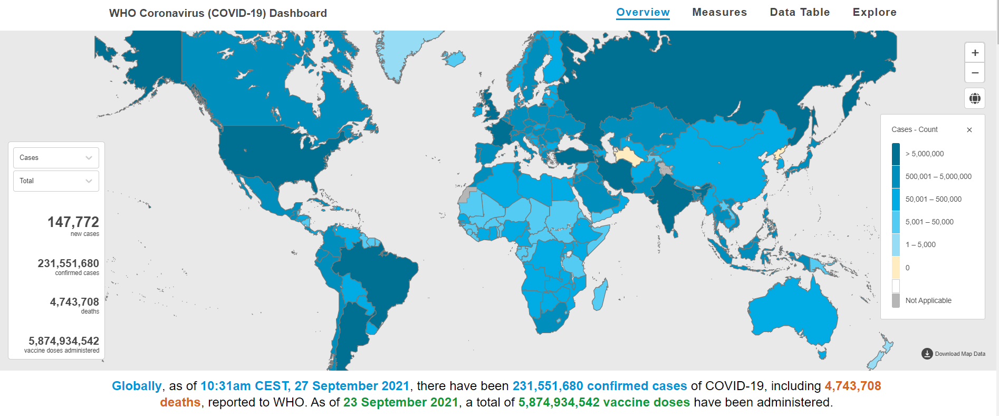 WHO Coronavirus (COVID-19) Dashboard
Overview
Measures
Data Table
Explore
+
−
Cases - Count
> 5,000,000
500,001 – 5,000,000
50,001 – 500,000
5,001 – 50,000
1 – 5,000
0
Not Applicable
Cases
Total
147,772
new cases
231,551,680
confirmed cases
4,743,708
deaths
5,874,934,542
vaccine doses administered
Download Map Data
Globally, as of 10:31am CEST, 27 September 2021, there have been 231,551,680 confirmed cases of COVID-19, including 4,743,708
deaths, reported to WHO. As of 23 September 2021, a total of 5,874,934,542 vaccine doses have been administered.